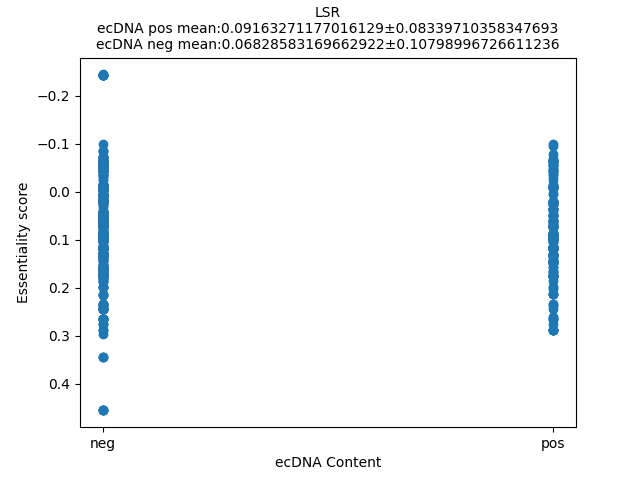 LSR
ecDNA pos mean:0.09163271177016129±0.08339710358347693
ecDNA neg mean:0.06828583169662922±0.10798996726611236
−0.2
−0.1
0.0
0.1
0.2
0.3
0.4
Essentiality score
neg
pos
ecDNA Content